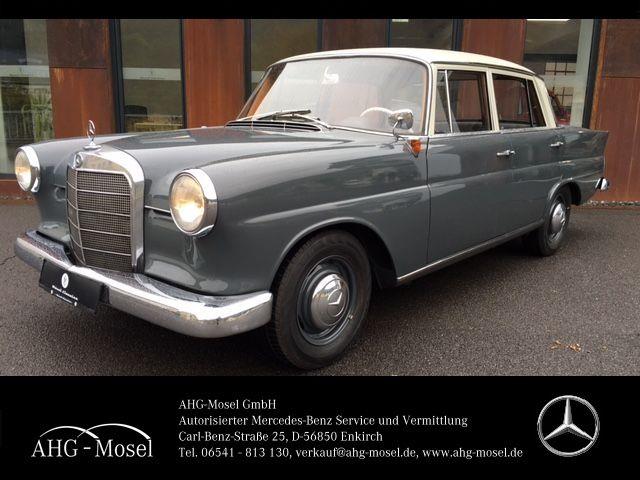 AHG-Mosel GmbH
Autorisierter Mercedes-Benz Service und Vermittlung
Carl-Benz-Straße 25, D-56850 Enkirch
Tel. 06541 - 813 130, verkauf@ahg-mosel.de, www.ahg-mosel.de
AHG - Mosel